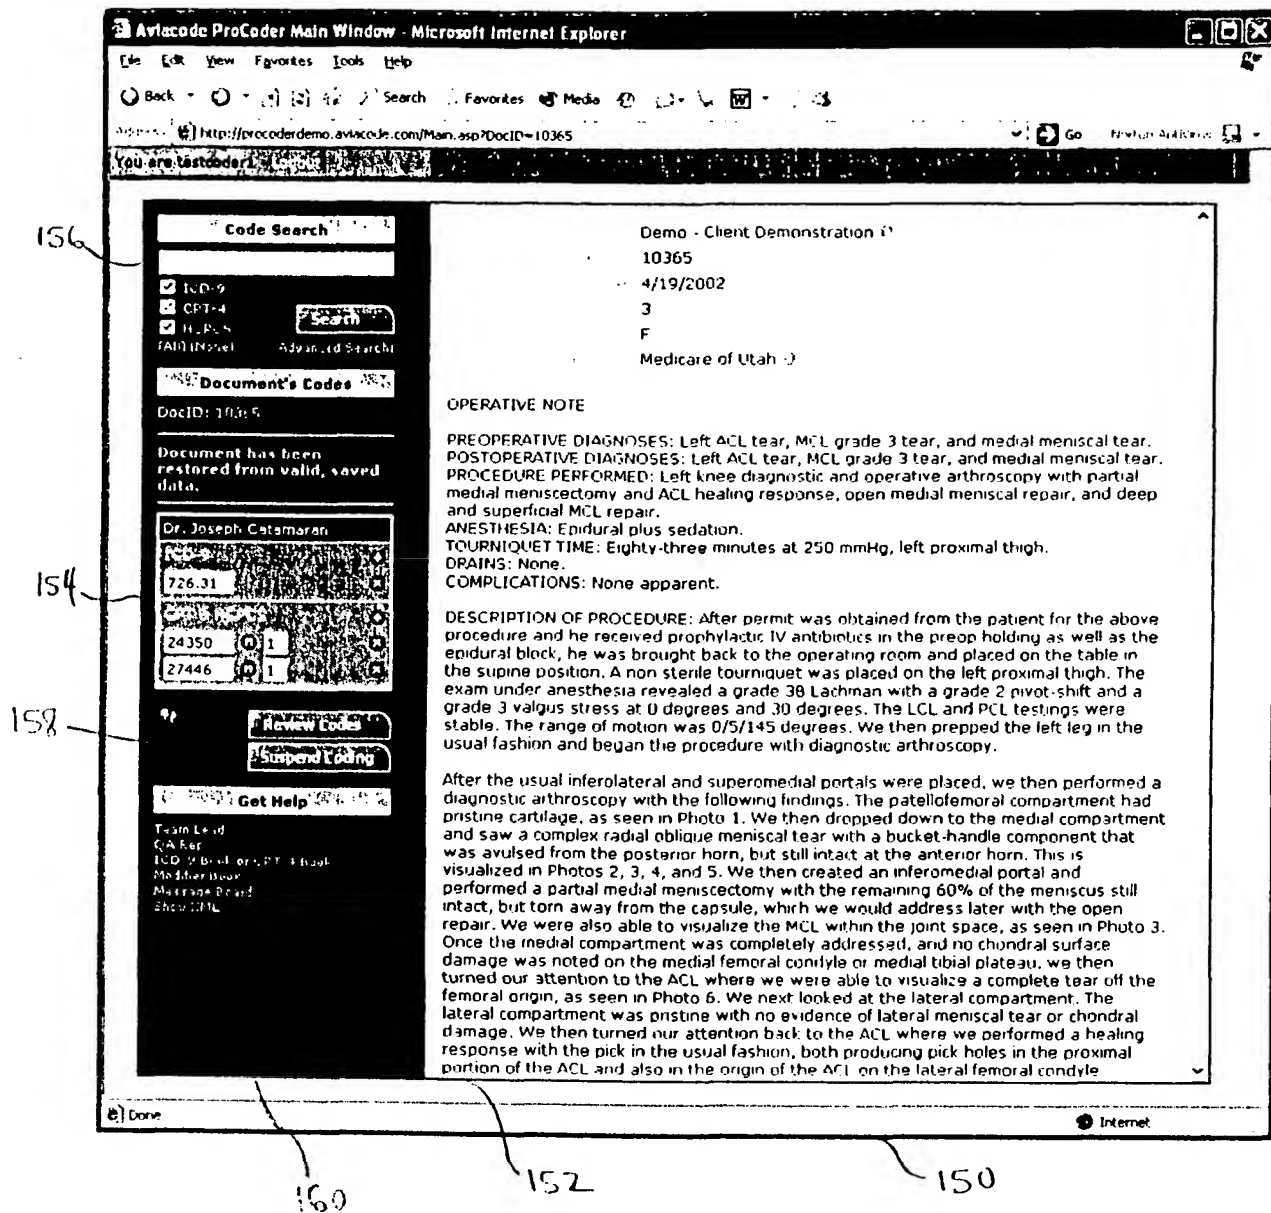 Aviacode ProCoder Main Window - Microsoft Internet Explorer
File Edit View Favorites Tools Help
Back Search Favorites Media
http://procoderdemo.aviacode.com/Main.asp?DocID=10365 Go Norton Antivirus
You are testcoder1
156
Code Search
ICD-9
CPT-4
HCPCS
Search
(All) (None) Advanced Search
Document's Codes
DocID: 10365
Document has been
restored from valid, saved
data.
Dr. Joseph Catamaran
154
726.31
24350 1
27446 1
158
Review Codes
Suspend Coding
Get Help
Team Lead
QA Rep
ICD-9 Book or CPT-4 Book
Modifier Book
Message Board
Show XML
Demo - Client Demonstration
10365
4/19/2002
3
F
Medicare of Utah
OPERATIVE NOTE
PREOPERATIVE DIAGNOSES: Left ACL tear, MCL grade 3 tear, and medial meniscal tear.
POSTOPERATIVE DIAGNOSES: Left ACL tear, MCL grade 3 tear, and medial meniscal tear.
PROCEDURE PERFORMED: Left knee diagnostic and operative arthroscopy with partial
medial meniscectomy and ACL healing response, open medial meniscal repair, and deep
and superficial MCL repair.
ANESTHESIA: Epidural plus sedation.
TOURNIQUET TIME: Eighty-three minutes at 250 mmHg, left proximal thigh.
DRAINS: None.
COMPLICATIONS: None apparent.
DESCRIPTION OF PROCEDURE: After permit was obtained from the patient for the above
procedure and he received prophylactic IV antibiotics in the preop holding as well as the
epidural block, he was brought back to the operating room and placed on the table in
the supine position. A non sterile tourniquet was placed on the left proximal thigh. The
exam under anesthesia revealed a grade 3B Lachman with a grade 2 pivot-shift and a
grade 3 valgus stress at 0 degrees and 30 degrees. The LCL and PCL testings were
stable. The range of motion was 0/5/145 degrees. We then prepped the left leg in the
usual fashion and began the procedure with diagnostic arthroscopy.
After the usual inferolateral and superomedial portals were placed, we then performed a
diagnostic arthroscopy with the following findings. The patellofemoral compartment had
pristine cartilage, as seen in Photo 1. We then dropped down to the medial compartment
and saw a complex radial oblique meniscal tear with a bucket-handle component that
was avulsed from the posterior horn, but still intact at the anterior horn. This is
visualized in Photos 2, 3, 4, and 5. We then created an inferomedial portal and
performed a partial medial meniscectomy with the remaining 60% of the meniscus still
intact, but torn away from the capsule, which we would address later with the open
repair. We were also able to visualize the MCL within the joint space, as seen in Photo 3.
Once the medial compartment was completely addressed, and no chondral surface
damage was noted on the medial femoral condyle or medial tibial plateau, we then
turned our attention to the ACL where we were able to visualize a complete tear off the
femoral origin, as seen in Photo 6. We next looked at the lateral compartment. The
lateral compartment was pristine with no evidence of lateral meniscal tear or chondral
damage. We then turned our attention back to the ACL where we performed a healing
response with the pick in the usual fashion, both producing pick holes in the proximal
portion of the ACL and also in the origin of the ACL on the lateral femoral condyle
Done Internet
160
152
150